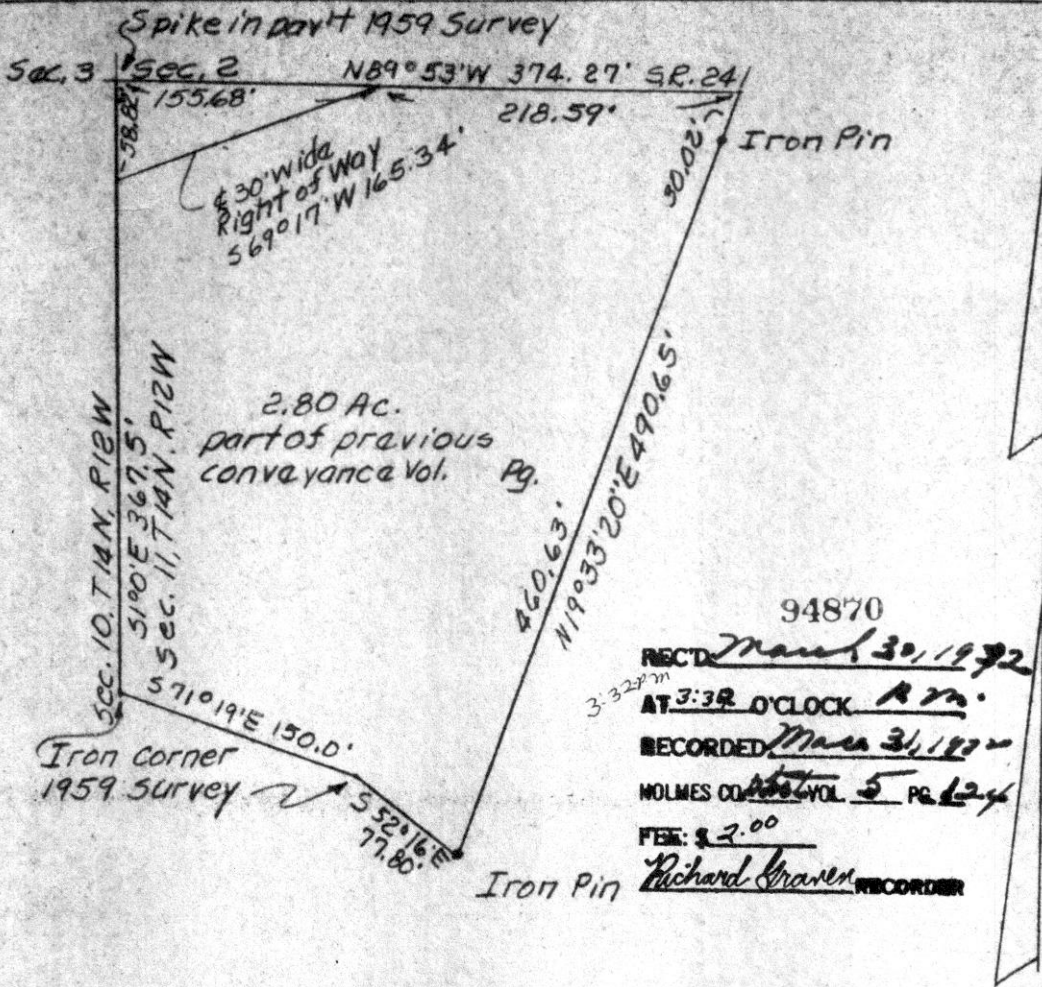 Spike in pav't 1959 Survey
Sec. 3
Sec. 2
N89°53'W 374.27' S.R. 24
155.68'
218.59'
58.82'
30.02'
Iron Pin
℄ 30' wide
Right of Way
S69°17'W 165.34'
2.80 Ac.
part of previous
conveyance Vol. Pg.
Sec. 10, T14N, R12W
S1°0'E 367.5'
Sec. 11, T14N, R12W
460.63'
N19°33'20"E 490.65'
S71°19'E 150.0'
Iron Corner
1959 Survey
S52°16'E
77.80'
Iron Pin
94870
REC'D. March 30, 1972
3:32 PM
AT 3:32 O'CLOCK P.M.
RECORDED 31, 1972
HOLMES CO. VOL. 5 PG.
FEE: $ 2.00
Richard Graven RECORDER